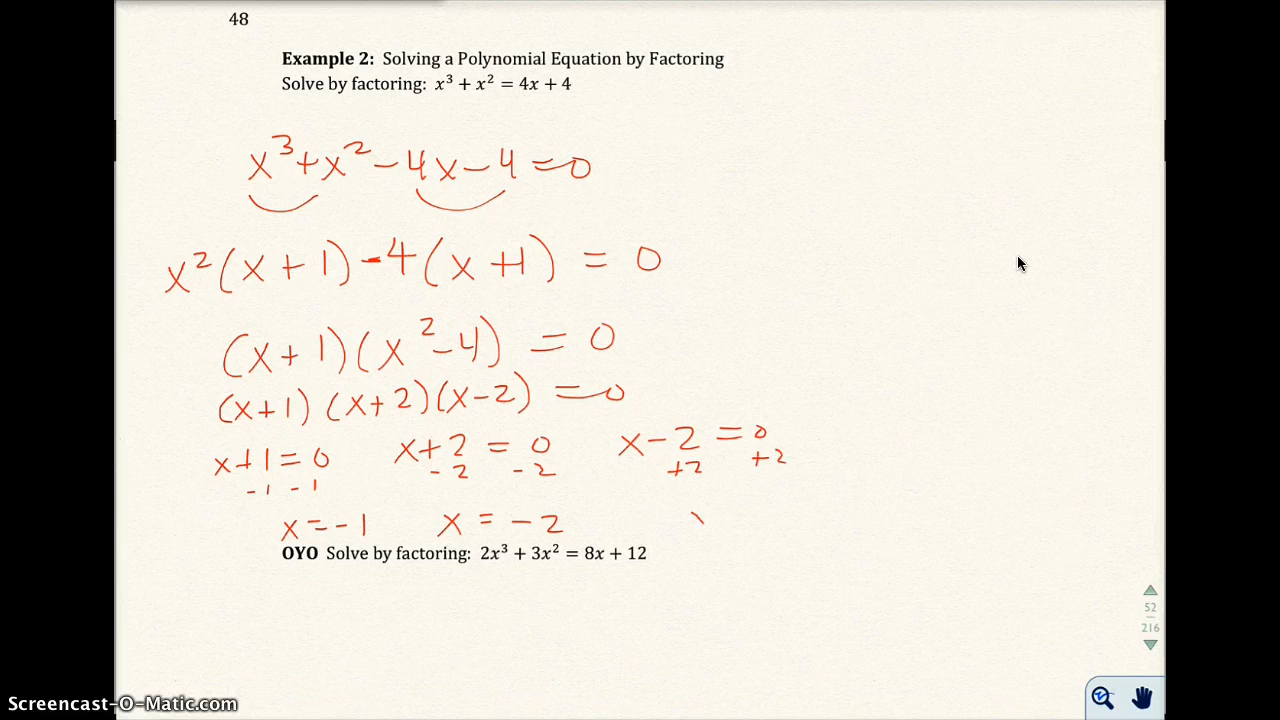 48
Example 2: Solving a Polynomial Equation by Factoring
Solve by factoring: x³ + x² = 4x + 4
x³ + x² − 4x − 4 = 0
x² (x + 1) − 4 (x + 1) = 0
(x + 1) (x² − 4) = 0
(x + 1) (x + 2) (x − 2) = 0
x + 1 = 0 x + 2 = 0 x − 2 = 0
−1 −1 −2 −2 +2 +2
x = −1 x = −2
OYO Solve by factoring: 2x³ + 3x² = 8x + 12
52
216
Screencast-O-Matic.com